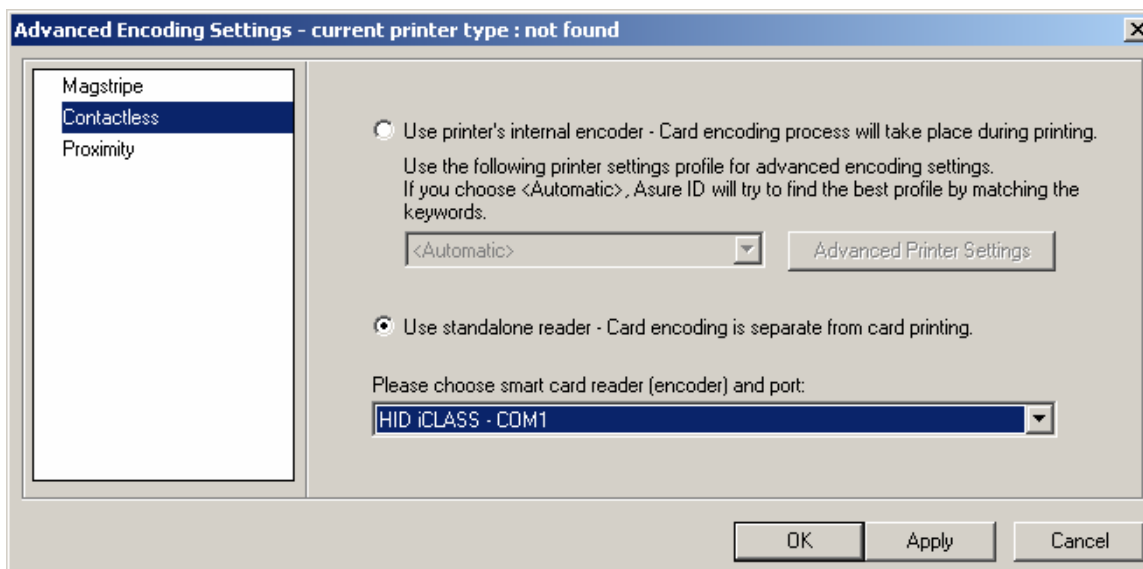 Advanced Encoding Settings - current printer type : not found
Magstripe
Contactless
Proximity
Use printer's internal encoder - Card encoding process will take place during printing.
Use the following printer settings profile for advanced encoding settings.
If you choose <Automatic>, Asure ID will try to find the best profile by matching the
keywords.
<Automatic>
Advanced Printer Settings
Use standalone reader - Card encoding is separate from card printing.
Please choose smart card reader (encoder) and port:
HID iCLASS - COM1
OK
Apply
Cancel